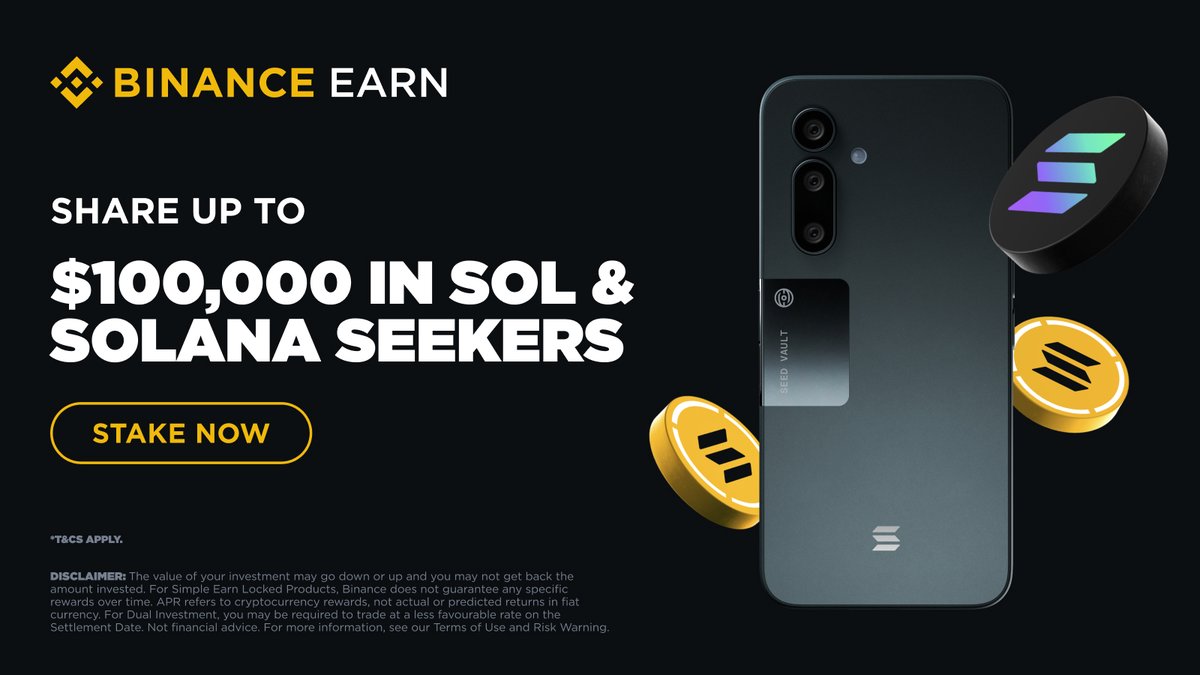 BINANCE EARN
SHARE UP TO
$100,000 IN SOL &
SOLANA SEEKERS
STAKE NOW
SEED VAULT
*T&CS APPLY.
DISCLAIMER: The value of your investment may go down or up and you may not get back the
amount invested. For Simple Earn Locked Products, Binance does not guarantee any specific
rewards over time. APR refers to cryptocurrency rewards, not actual or predicted returns in fiat
currency. For Dual Investment, you may be required to trade at a less favourable rate on the
Settlement Date. Not financial advice. For more information, see our Terms of Use and Risk Warning.